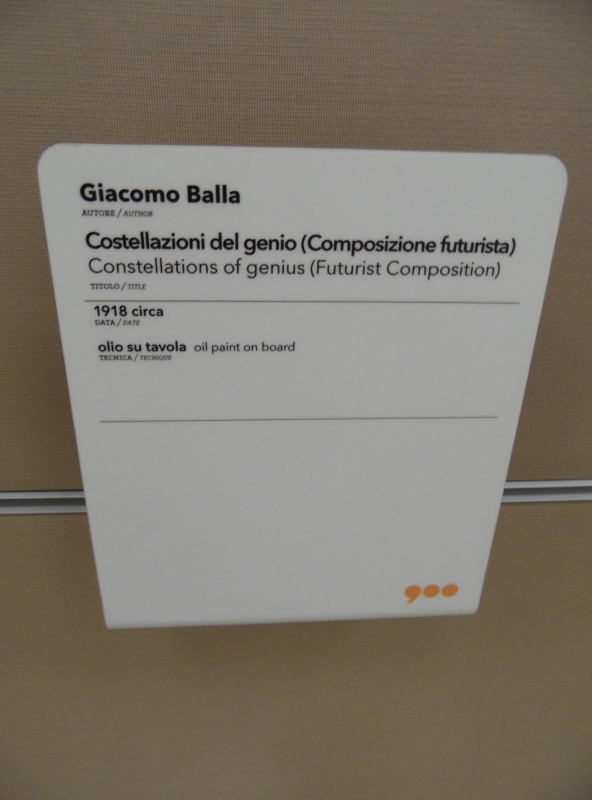 Giacomo Balla
AUTORE / AUTHOR
Costellazioni del genio (Composizione futurista)
Constellations of genius (Futurist Composition)
TITOLO / TITLE
1918 circa
DATA / DATE
olio su tavola oil paint on board
TECNICA / TECNIQUE
900